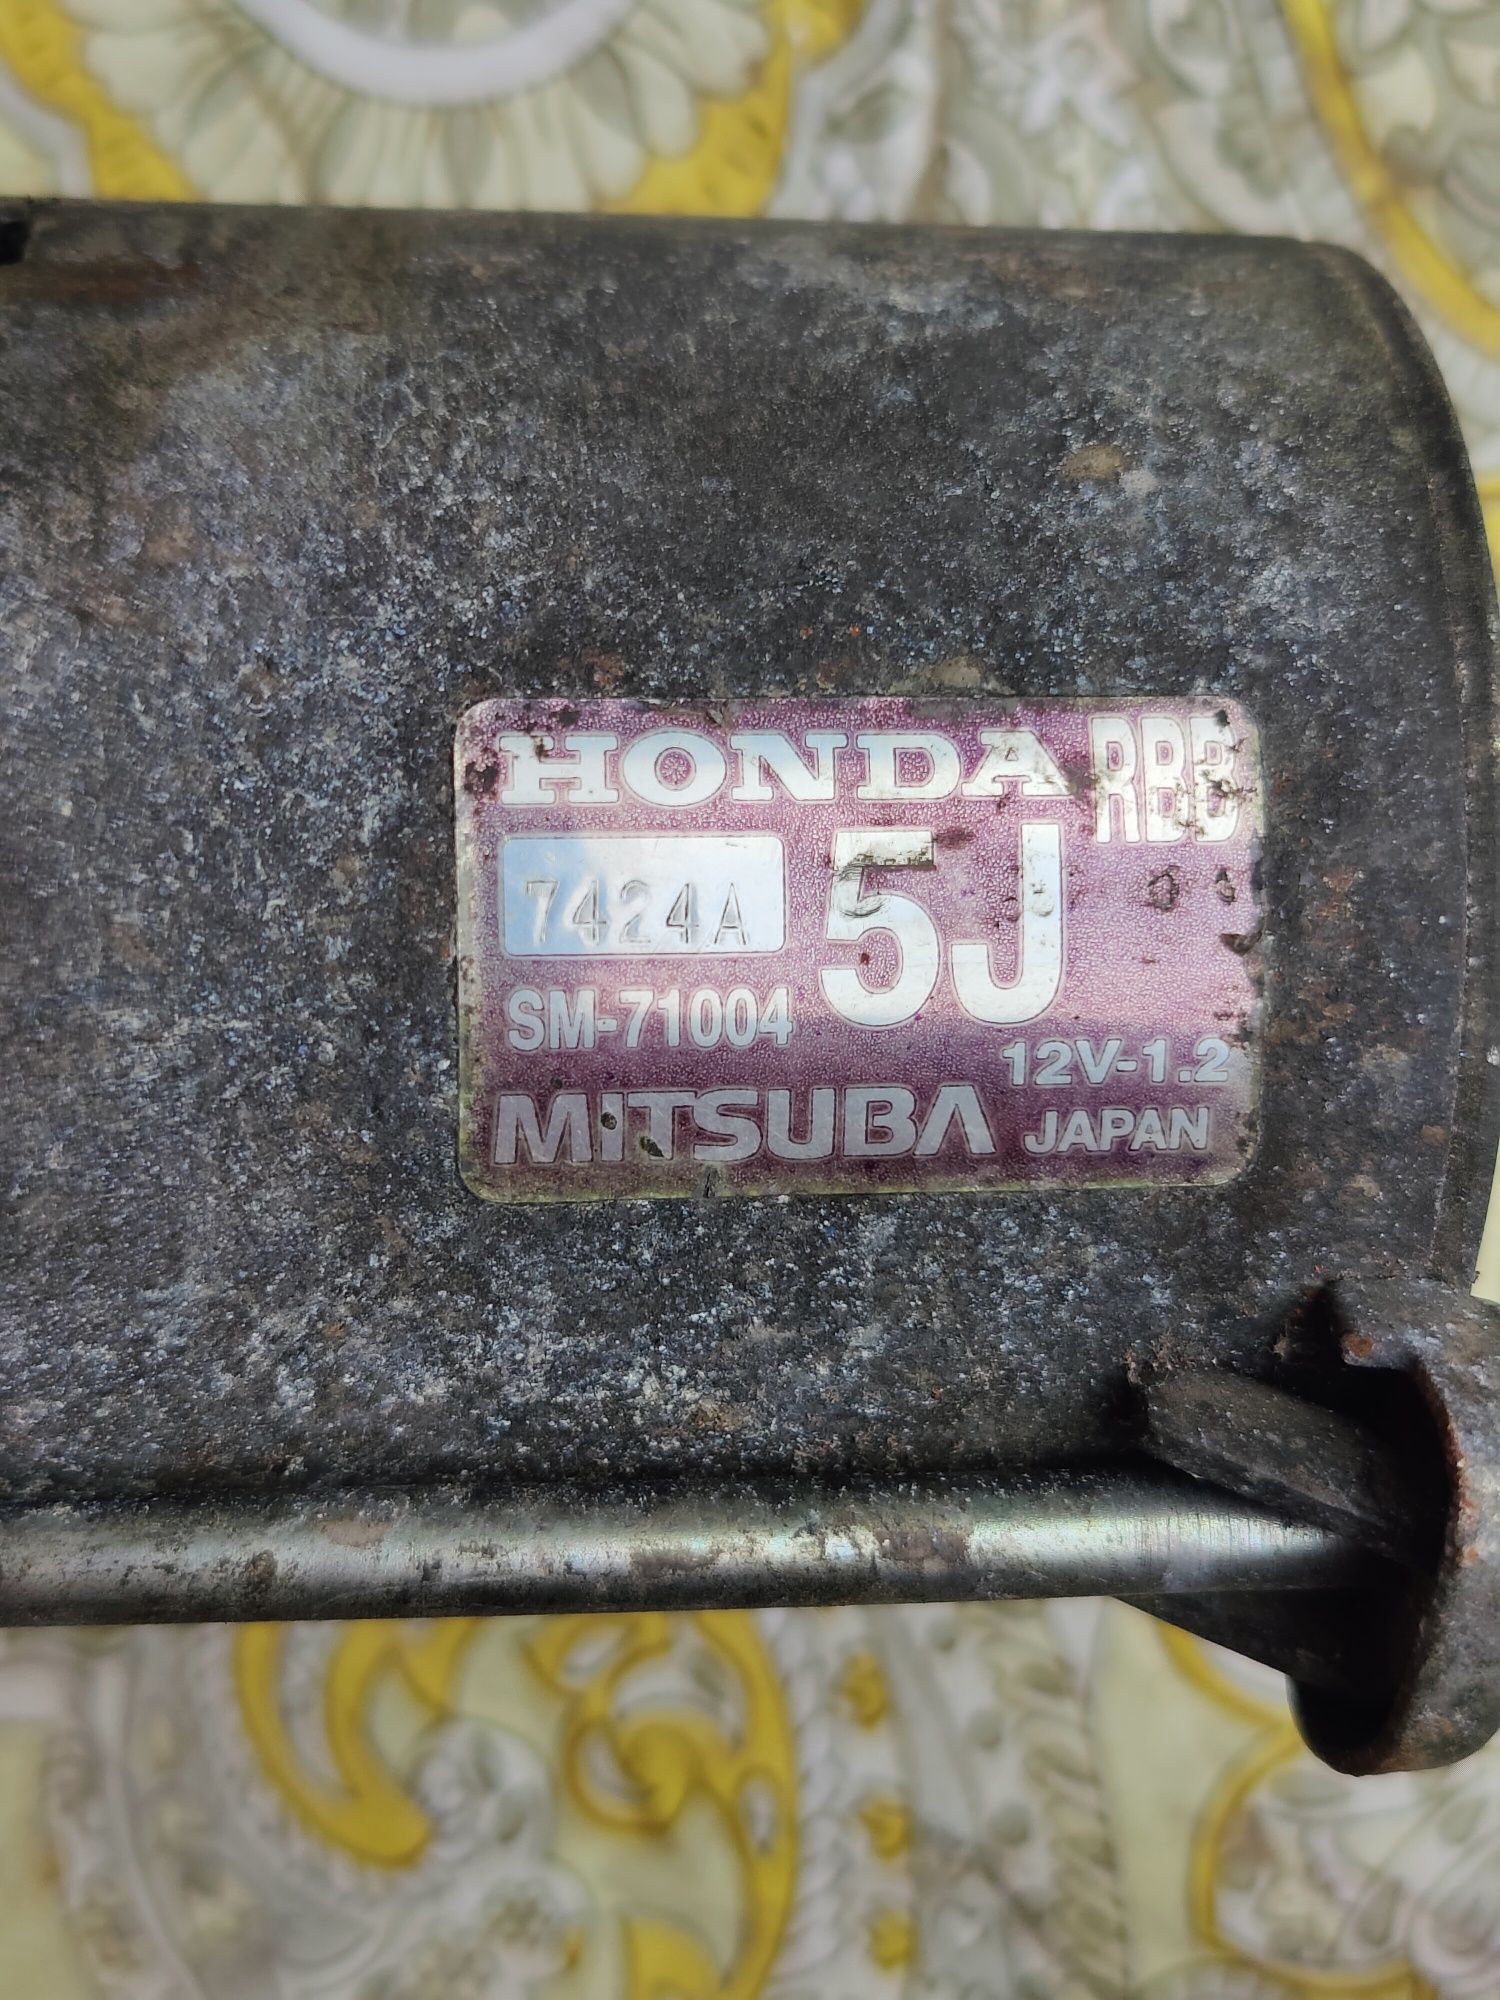 HONDA RBB
7424A 5J
SM-71004
12V-1.2
MITSUBA JAPAN